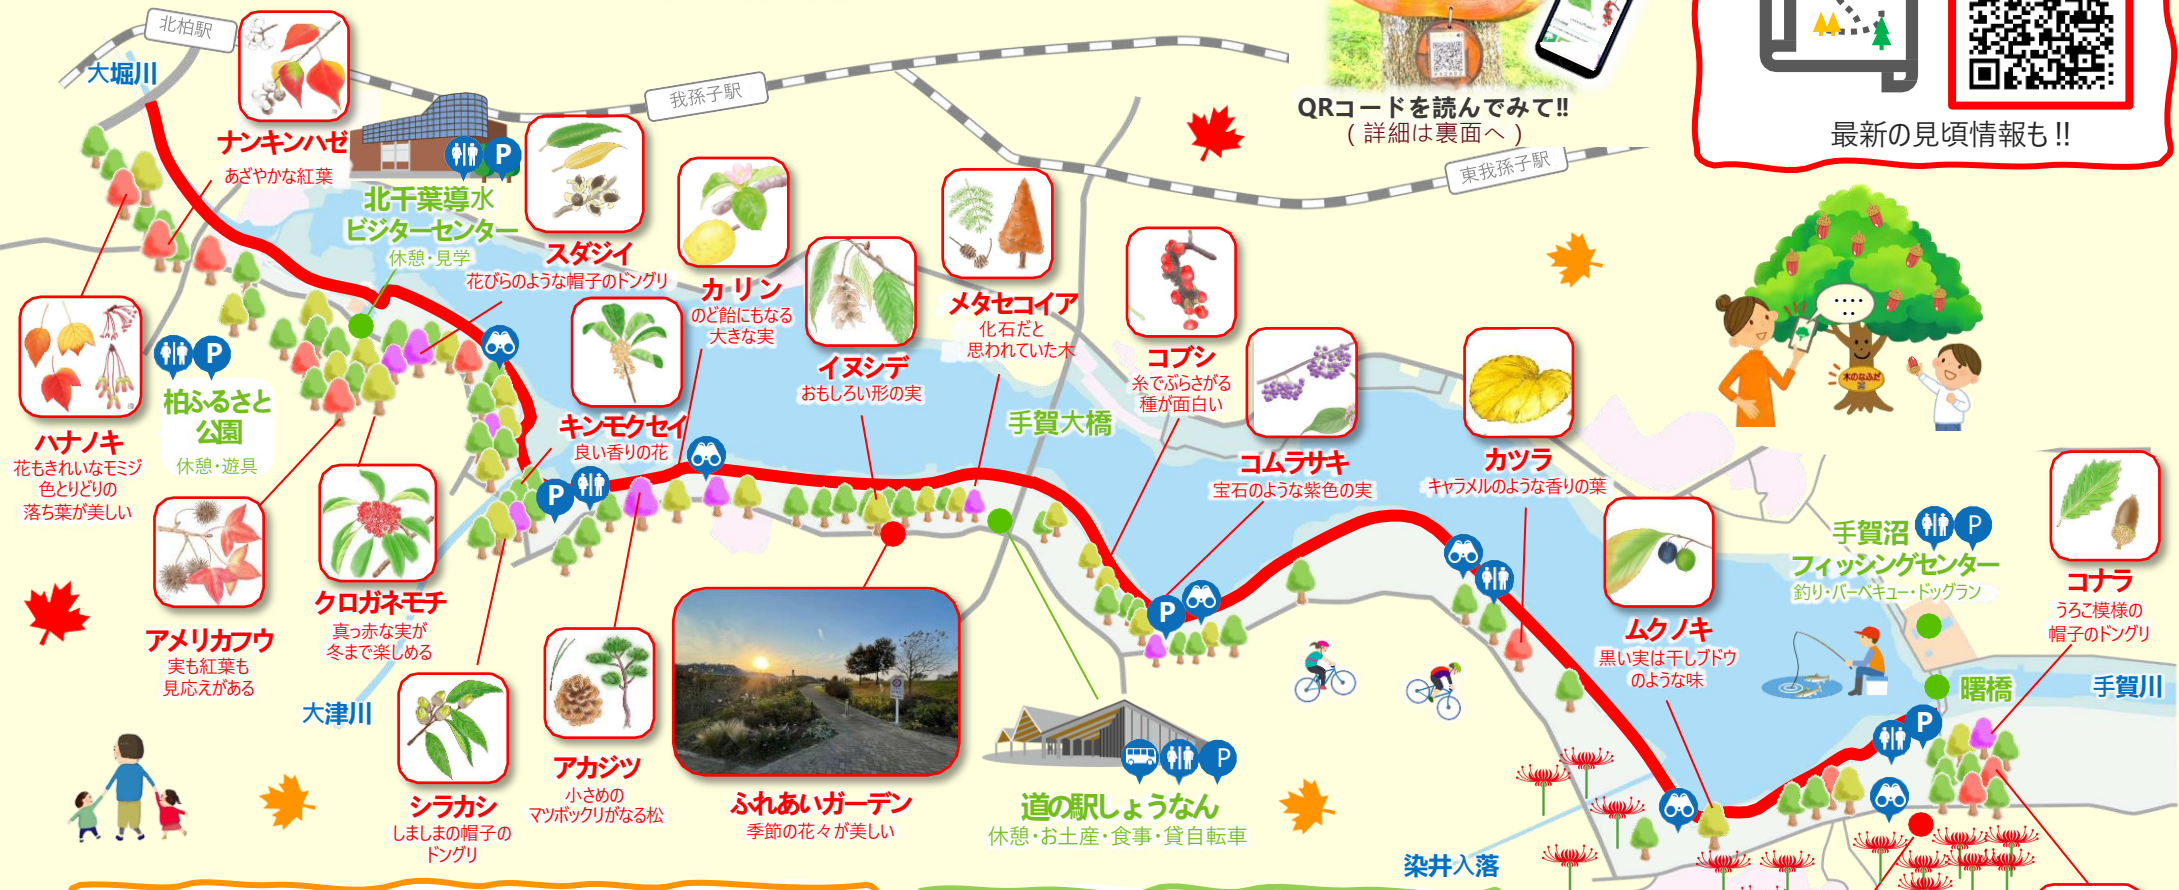 北柏駅
大堀川
ナンキンハゼ
あざやかな紅葉
我孫子駅
QRコードを読んでみて!!
(詳細は裏面へ)
最新の見頃情報も!!
東我孫子駅
北千葉導水
ビジターセンター
休憩・見学
スダジイ
花びらのような帽子のドングリ
カリン
のど飴にもなる
大きな実
メタセコイア
化石だと
思われていた木
イヌシデ
おもしろい形の実
コブシ
糸でぶらさがる
種が面白い
手賀大橋
ハナノキ
花もきれいなモミジ
色とりどりの
落ち葉が美しい
P
柏ふるさと
公園
休憩・遊具
キンモクセイ
良い香りの花
コムラサキ
宝石のような紫色の実
カツラ
キャラメルのような香りの葉
木のなふだ
アメリカフウ
実も紅葉も
見応えがある
クロガネモチ
真っ赤な実が
冬まで楽しめる
P
P
P
手賀沼
フィッシングセンター
釣り・バーベキュー・ドッグラン
P
コナラ
うろこ模様の
帽子のドングリ
ムクノキ
黒い実は干しブドウ
のような味
大津川
シラカシ
しましまの帽子の
ドングリ
アカマツ
小さめの
マツボックリがなる松
ふれあいガーデン
季節の花々が美しい
道の駅しょうなん
休憩・お土産・食事・貸自転車
P
曙橋
手賀川
P
染井入落